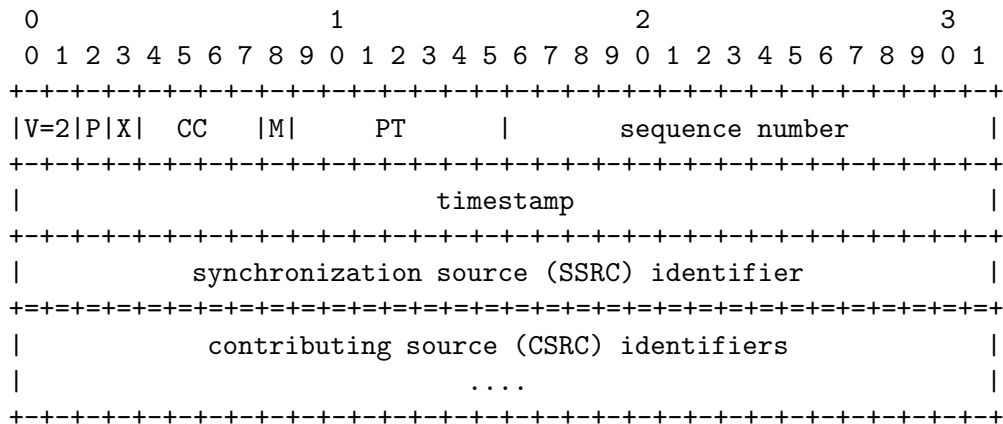 0                   1                   2                   3
 0 1 2 3 4 5 6 7 8 9 0 1 2 3 4 5 6 7 8 9 0 1 2 3 4 5 6 7 8 9 0 1
+-+-+-+-+-+-+-+-+-+-+-+-+-+-+-+-+-+-+-+-+-+-+-+-+-+-+-+-+-+-+-+-+
|V=2|P|X|  CC   |M|     PT      |       sequence number         |
+-+-+-+-+-+-+-+-+-+-+-+-+-+-+-+-+-+-+-+-+-+-+-+-+-+-+-+-+-+-+-+-+
|                           timestamp                           |
+-+-+-+-+-+-+-+-+-+-+-+-+-+-+-+-+-+-+-+-+-+-+-+-+-+-+-+-+-+-+-+-+
|           synchronization source (SSRC) identifier            |
+=+=+=+=+=+=+=+=+=+=+=+=+=+=+=+=+=+=+=+=+=+=+=+=+=+=+=+=+=+=+=+=+
|            contributing source (CSRC) identifiers             |
|                             ....                              |
+-+-+-+-+-+-+-+-+-+-+-+-+-+-+-+-+-+-+-+-+-+-+-+-+-+-+-+-+-+-+-+-+